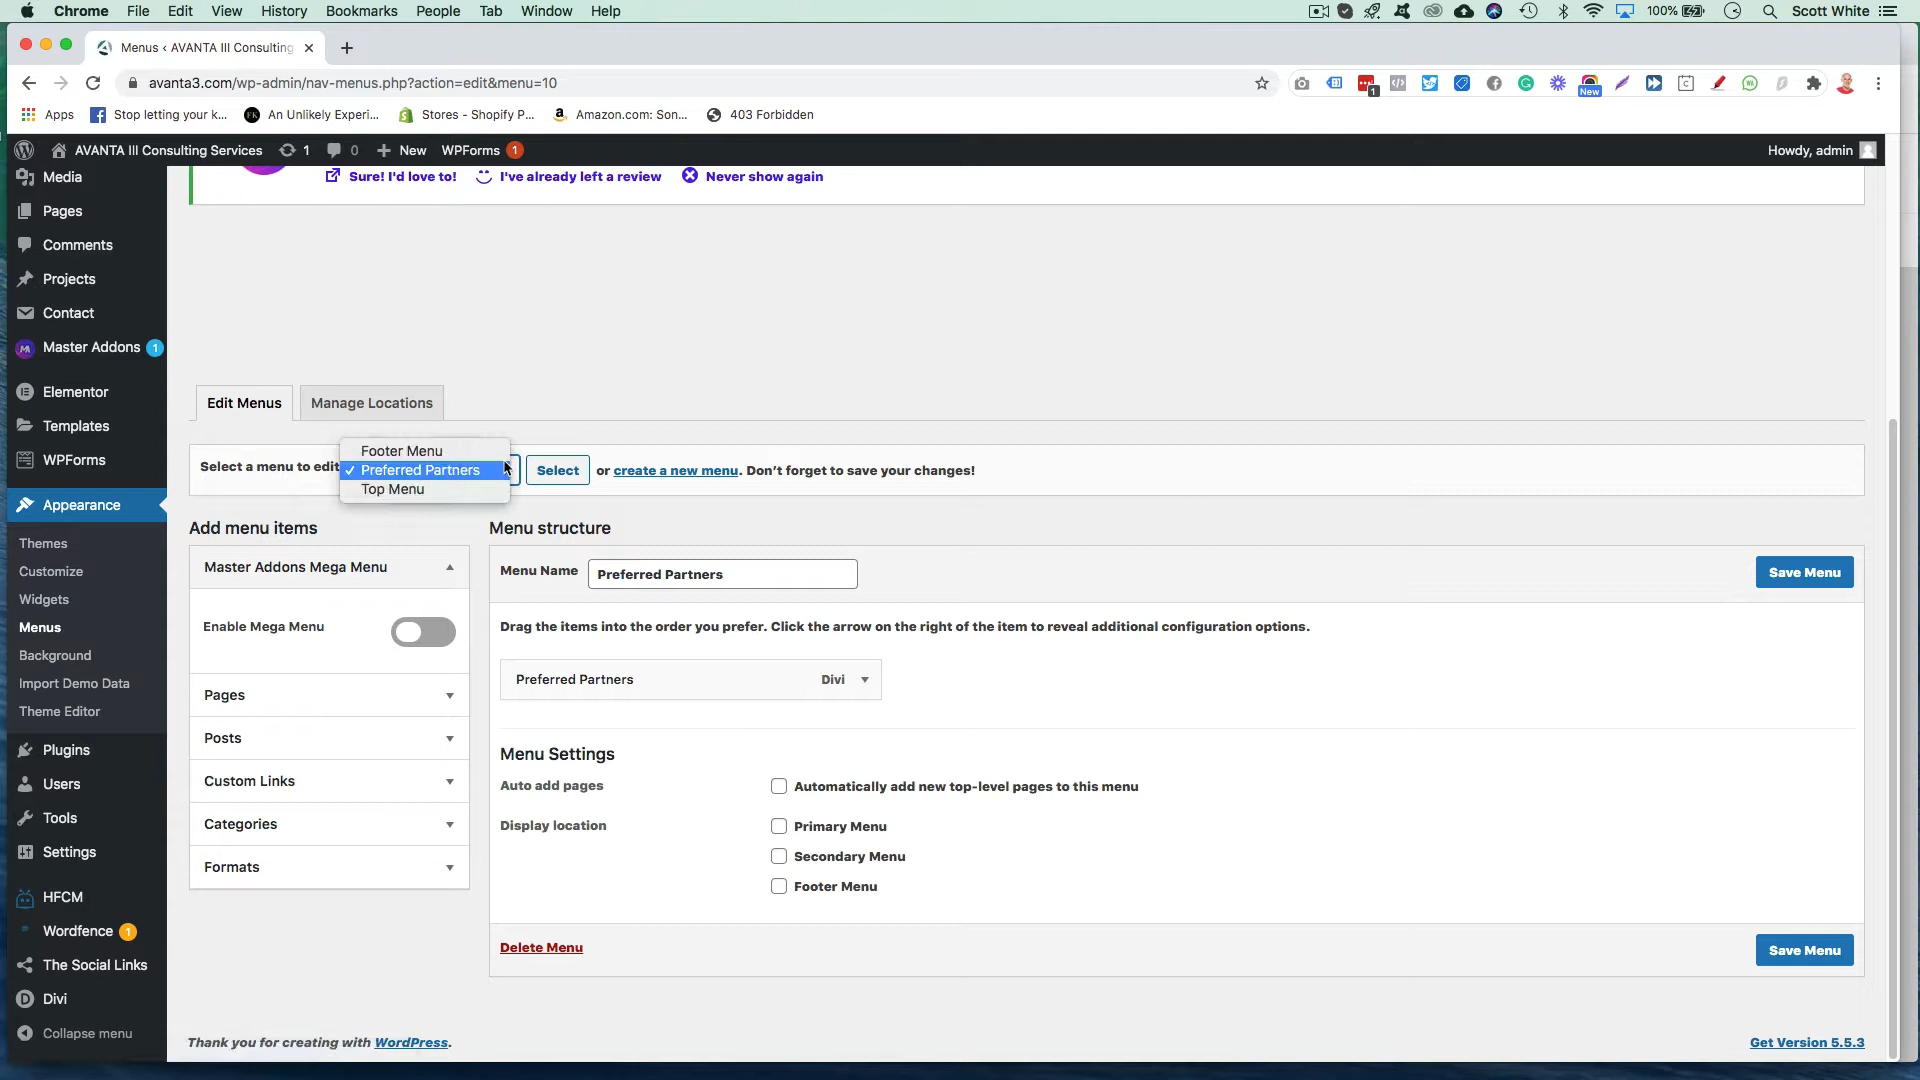 Chrome File Edit View History Bookmarks People Tab Window Help 100% Scott White
Menus ‹ AVANTA III Consulting
avanta3.com/wp-admin/nav-menus.php?action=edit&menu=10
1
New
Apps Stop letting your k... An Unlikely Experi... Stores - Shopify P... Amazon.com: Son... 403 Forbidden
AVANTA III Consulting Services 1 0 New WPForms 1 Howdy, admin
Media
Sure! I'd love to! I've already left a review Never show again
Pages
Comments
Projects
Contact
Master Addons 1
Elementor
Templates
WPForms
Appearance
Themes
Customize
Widgets
Menus
Background
Import Demo Data
Theme Editor
Plugins
Users
Tools
Settings
HFCM
Wordfence 1
The Social Links
Divi
Collapse menu
Edit Menus Manage Locations
Select a menu to edit
Footer Menu
✓ Preferred Partners
Top Menu
Select or create a new menu. Don't forget to save your changes!
Add menu items
Master Addons Mega Menu
Enable Mega Menu
Pages
Posts
Custom Links
Categories
Formats
Menu structure
Menu Name Preferred Partners Save Menu
Drag the items into the order you prefer. Click the arrow on the right of the item to reveal additional configuration options.
Preferred Partners Divi
Menu Settings
Auto add pages Automatically add new top-level pages to this menu
Display location Primary Menu
Secondary Menu
Footer Menu
Delete Menu Save Menu
Thank you for creating with WordPress. Get Version 5.5.3